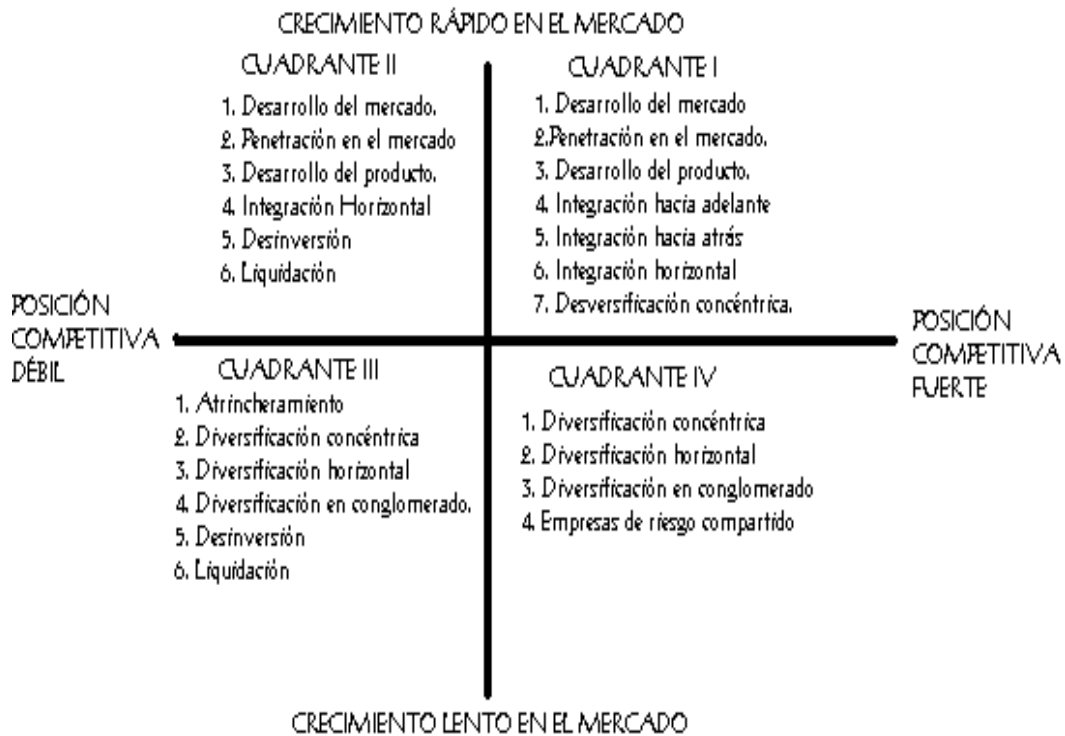 CRECIMIENTO RÁPIDO EN EL MERCADO
CUADRANTE II
1. Desarrollo del mercado.
2. Penetración en el mercado
3. Desarrollo del producto.
4. Integración Horizontal
5. Desinversión
6. Liquidación
CUADRANTE I
1. Desarrollo del mercado
2.Penetración en el mercado.
3. Desarrollo del producto.
4. Integración hacia adelante
5. Integración hacia atrás
6. Integración horizontal
7. Desversificación concéntrica.
POSICIÓN
COMPETITIVA
DÉBIL
POSICIÓN
COMPETITIVA
FUERTE
CUADRANTE III
1. Atrincheramiento
2. Diversificación concéntrica
3. Diversificación horizontal
4. Diversificación en conglomerado.
5. Desinversión
6. Liquidación
CUADRANTE IV
1. Diversificación concéntrica
2. Diversificación horizontal
3. Diversificación en conglomerado
4. Empresas de riesgo compartido
CRECIMIENTO LENTO EN EL MERCADO